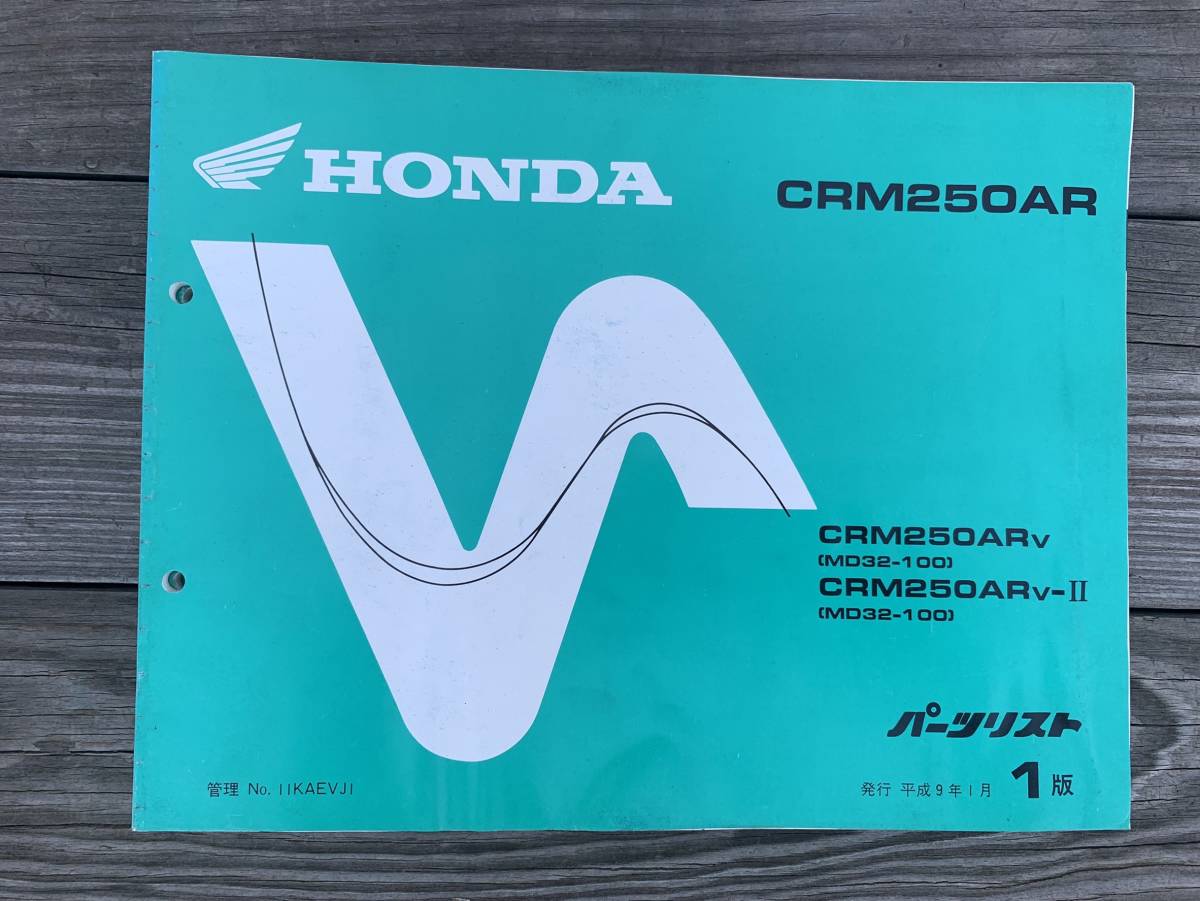 HONDA
CRM250AR
CRM250ARV
(MD32-100)
CRM250ARV-II
(MD32-100)
パーツリスト
管理 No. 11KAEVJ1
発行 平成9年1月 1版